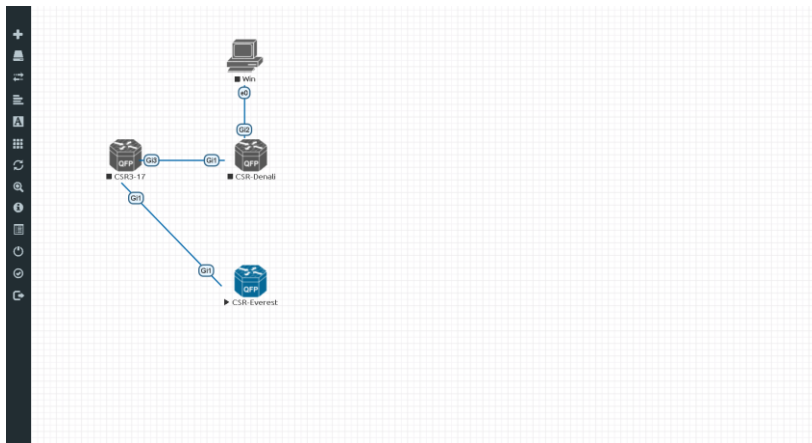 Win
e0
Gi2
QFP
Gi3
Gi1
QFP
CSR3-17
CSR-Denali
Gi1
Gi1
QFP
CSR-Everest